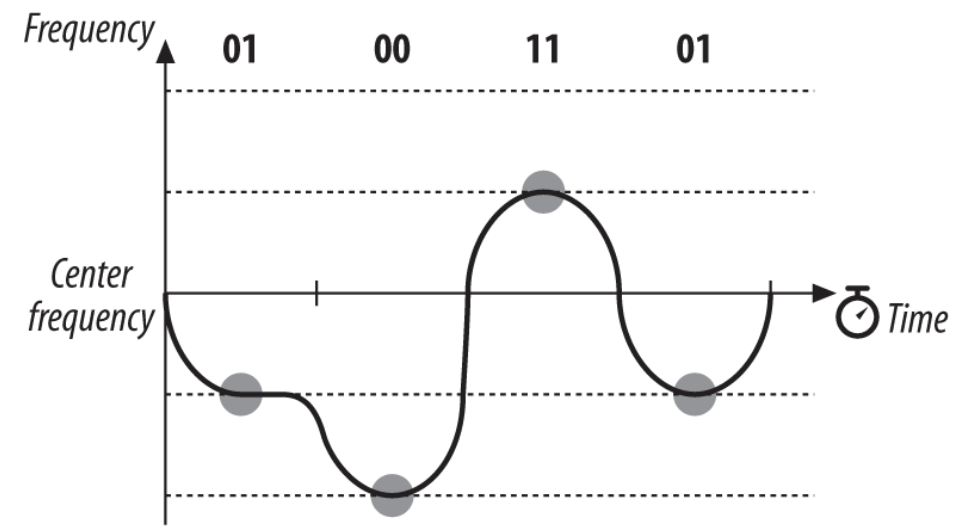 Frequency
01 00 11 01
Center
frequency
Time